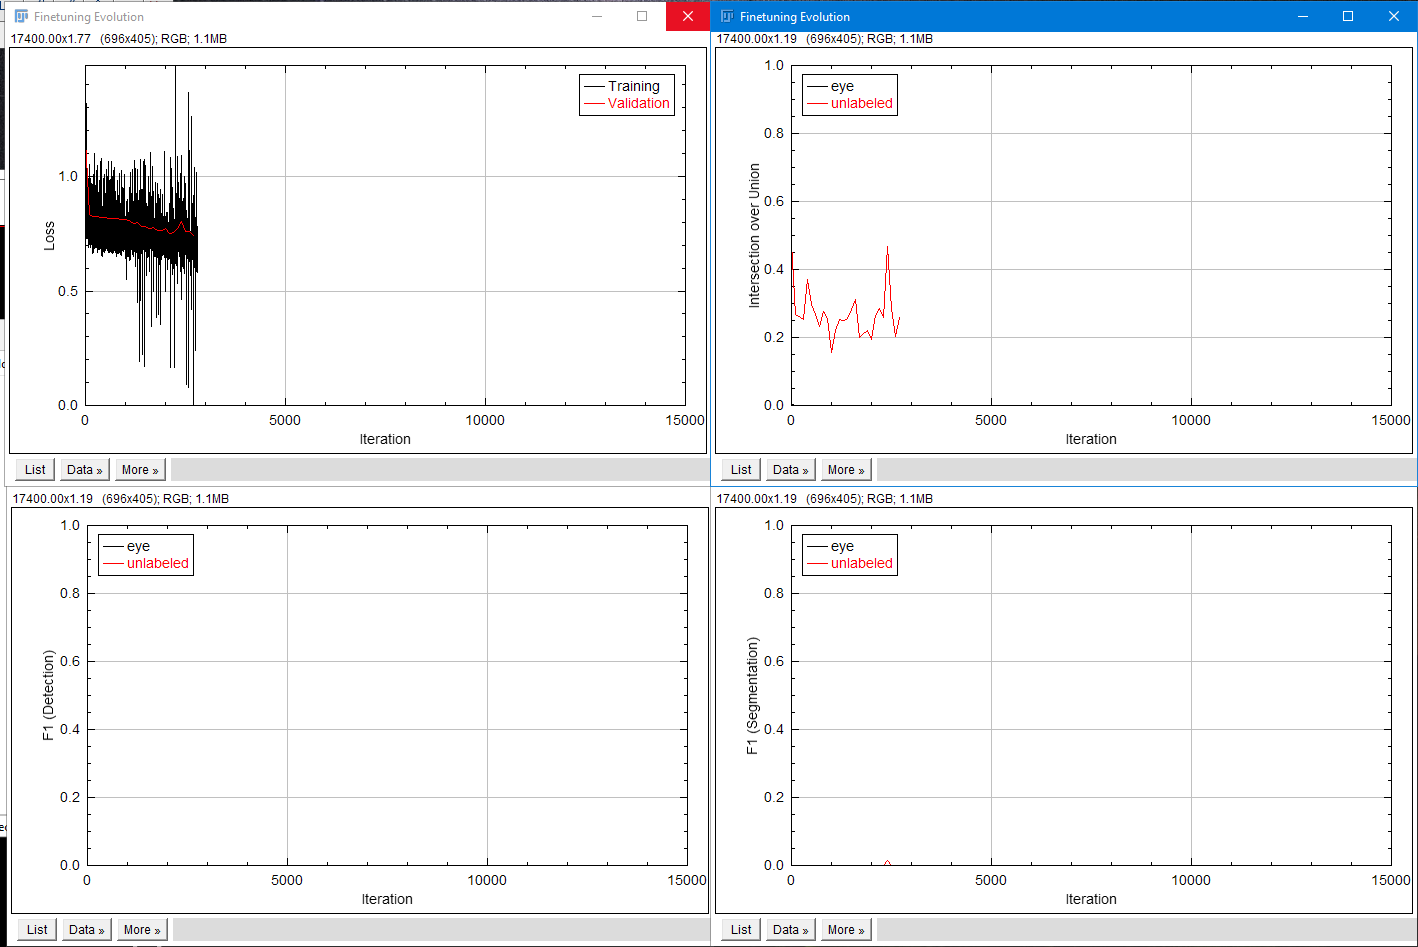 Finetuning Evolution
17400.00x1.77 (696x405); RGB; 1.1MB
Training
Validation
1.0
0.5
0.0
Loss
0
5000
10000
15000
Iteration
List
Data »
More »
Finetuning Evolution
17400.00x1.19 (696x405); RGB; 1.1MB
eye
unlabeled
1.0
0.8
0.6
0.4
0.2
0.0
Intersection over Union
0
5000
10000
15000
Iteration
List
Data »
More »
17400.00x1.19 (696x405); RGB; 1.1MB
eye
unlabeled
1.0
0.8
0.6
0.4
0.2
0.0
F1 (Detection)
0
5000
10000
15000
Iteration
List
Data »
More »
17400.00x1.19 (696x405); RGB; 1.1MB
eye
unlabeled
1.0
0.8
0.6
0.4
0.2
0.0
F1 (Segmentation)
0
5000
10000
15000
Iteration
List
Data »
More »